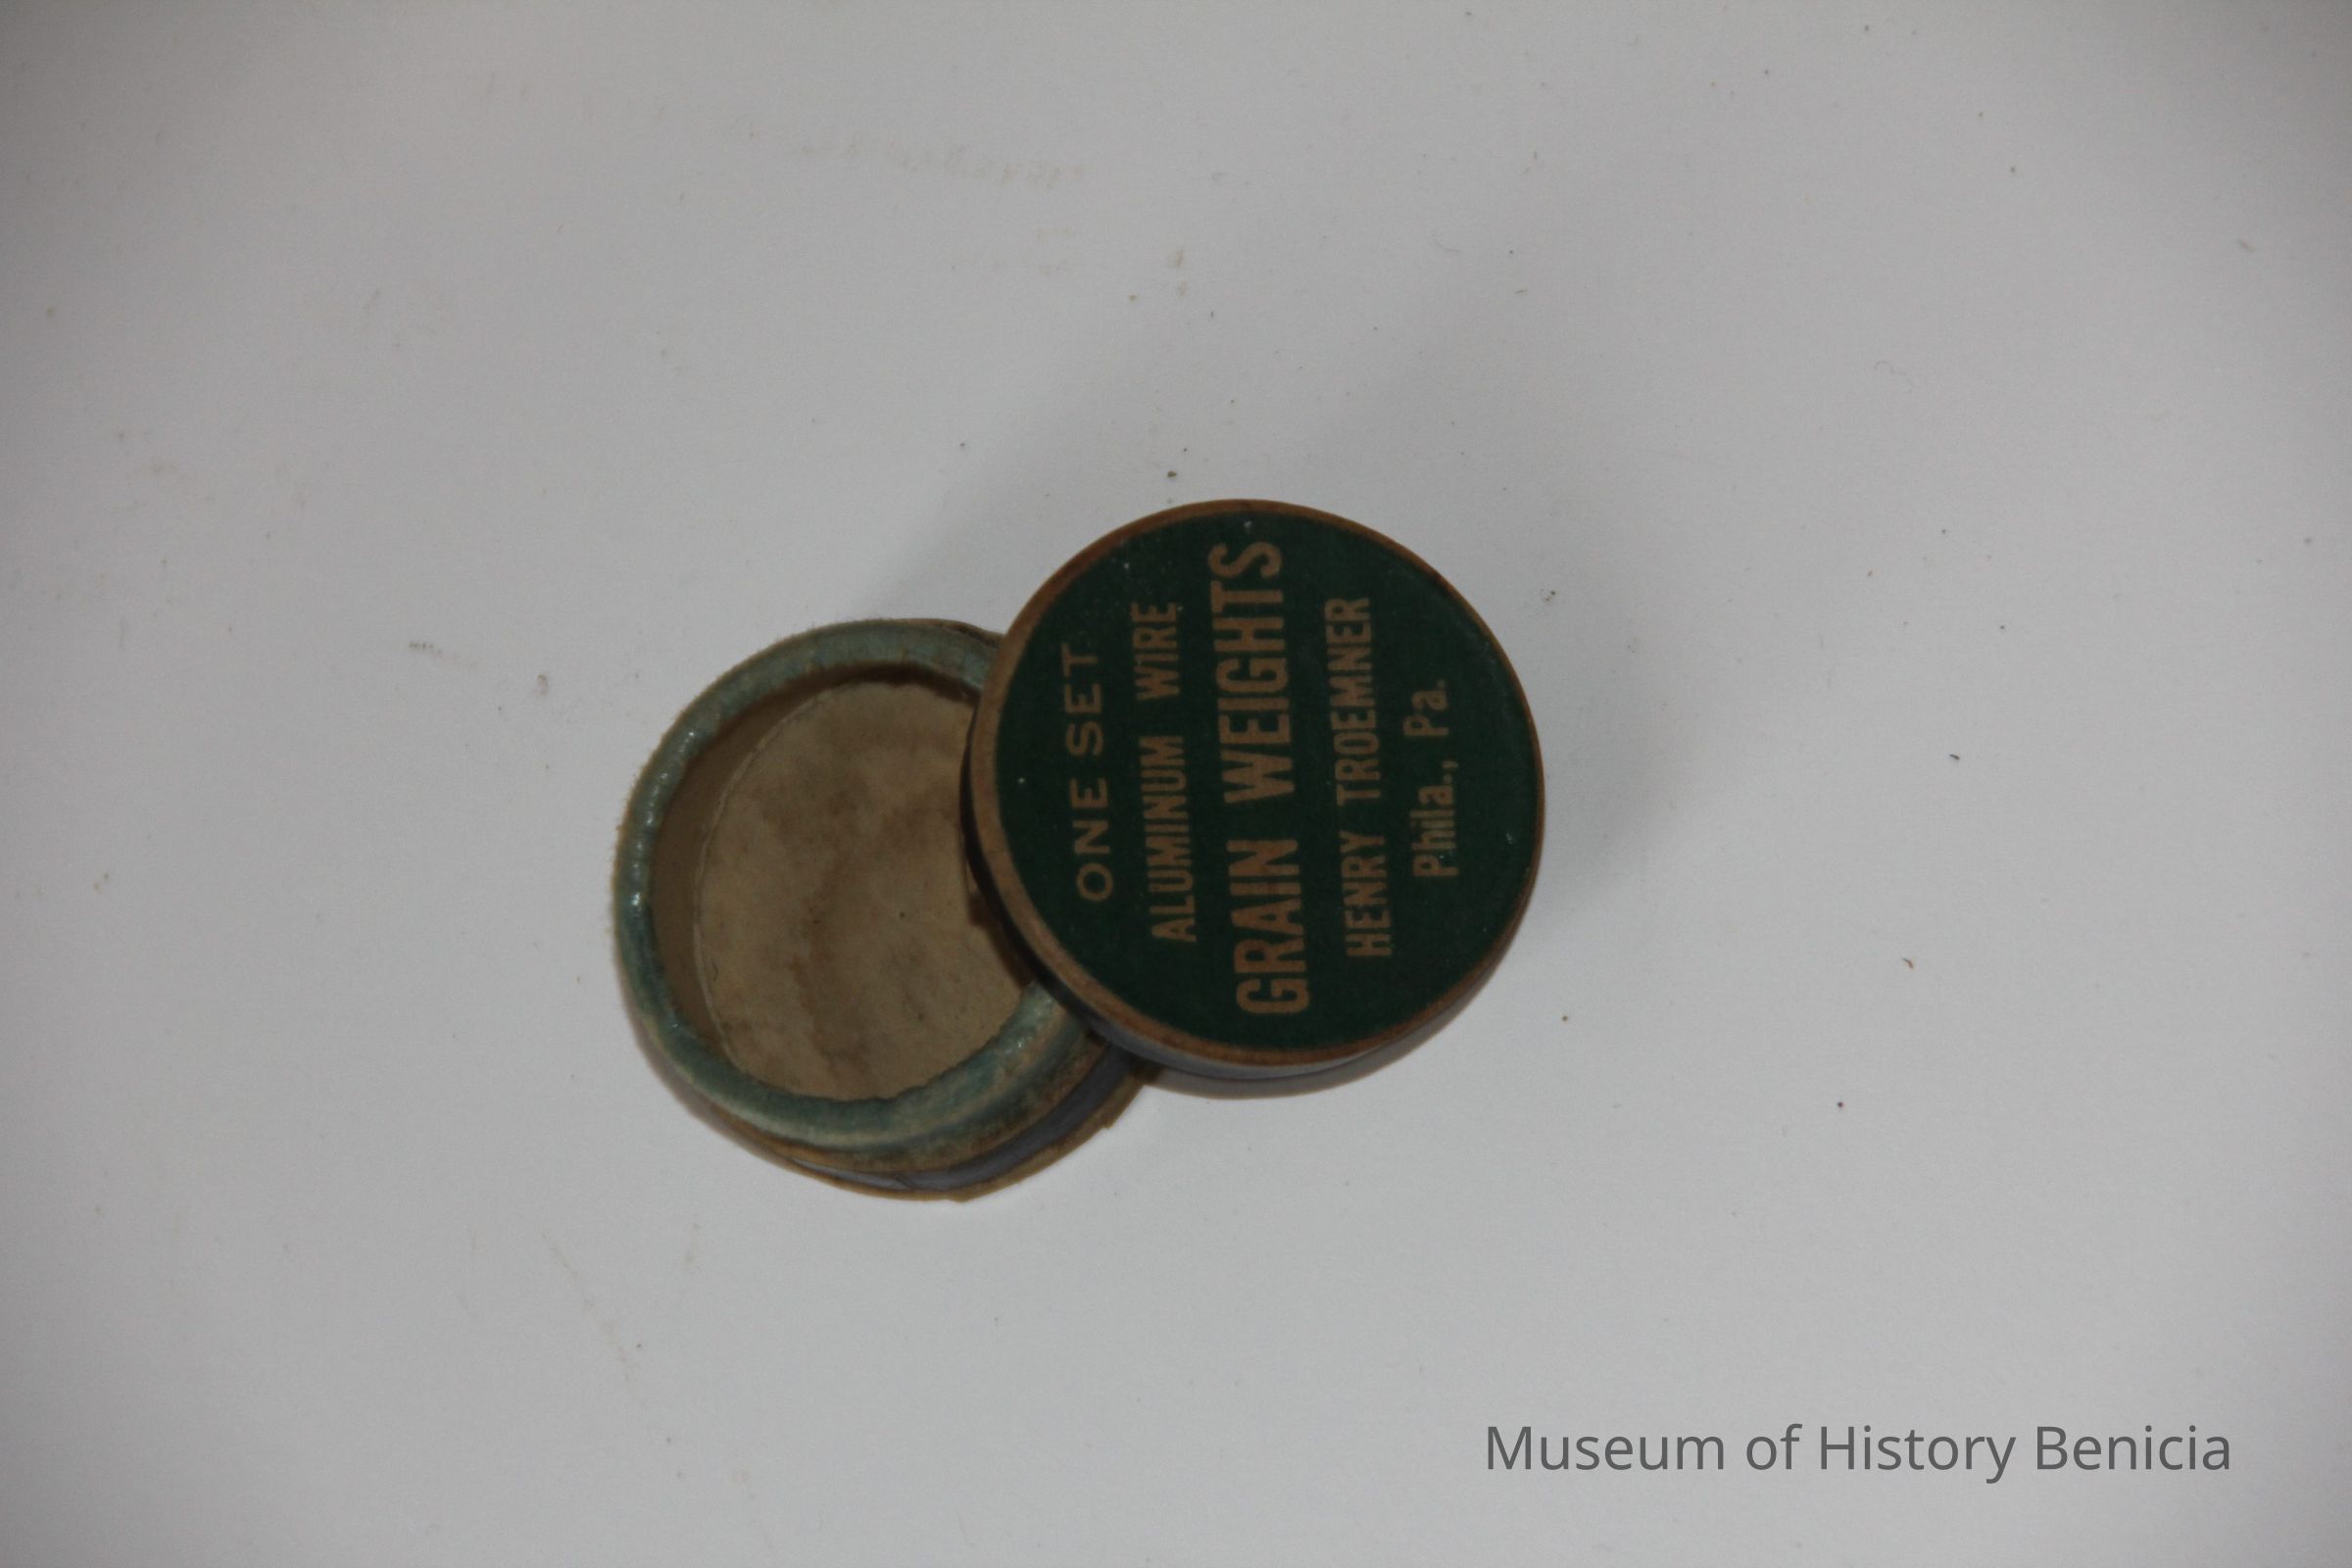 ONE SET
ALUMINUM WIRE
GRAIN WEIGHTS
HENRY TROEMNER
Phila., Pa.
Museum of History Benicia